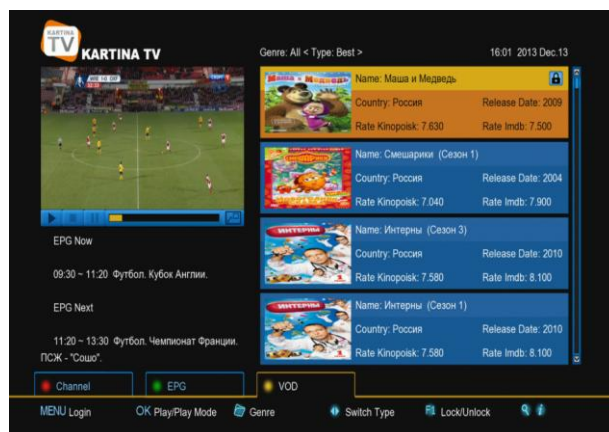 KARTINA
TV
KARTINA TV
Genre: All < Type: Best >
16:01 2013 Dec.13
Name: Маша и Медведь
Country: Россия
Release Date: 2009
Rate Kinopoisk: 7.630
Rate Imdb: 7.500
Name: Смешарики (Сезон 1)
Country: Россия
Release Date: 2004
Rate Kinopoisk: 7.040
Rate Imdb: 7.900
ИНТЕРНЫ
Name: Интерны (Сезон 3)
Country: Россия
Release Date: 2010
Rate Kinopoisk: 7.580
Rate Imdb: 8.100
ИНТЕРНЫ
Name: Интерны (Сезон 1)
Country: Россия
Release Date: 2010
Rate Kinopoisk: 7.580
Rate Imdb: 8.100
EPG Now
09:30 ~ 11:20 Футбол. Кубок Англии.
EPG Next
11:20 ~ 13:30 Футбол. Чемпионат Франции.
ПСЖ - "Сошо".
Channel
EPG
VOD
MENU Login
OK Play/Play Mode
Genre
Switch Type
F1 Lock/Unlock